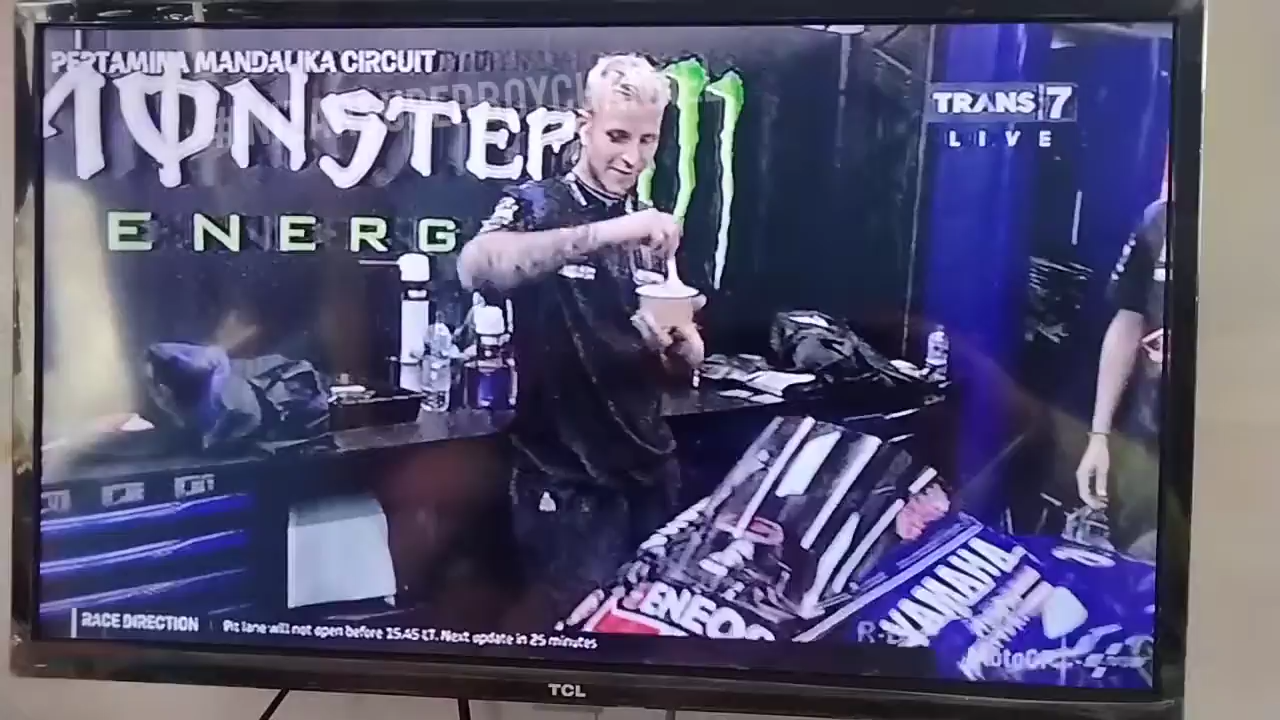 PERTAMINA MANDALIKA CIRCUIT
MONSTER
ENERG
TRANS7
LIVE
ENEOS
YAMAHA
RACE DIRECTION Pit lane will not open before 15.45 LT. Next update in 25 minutes
MotoGP
TCL